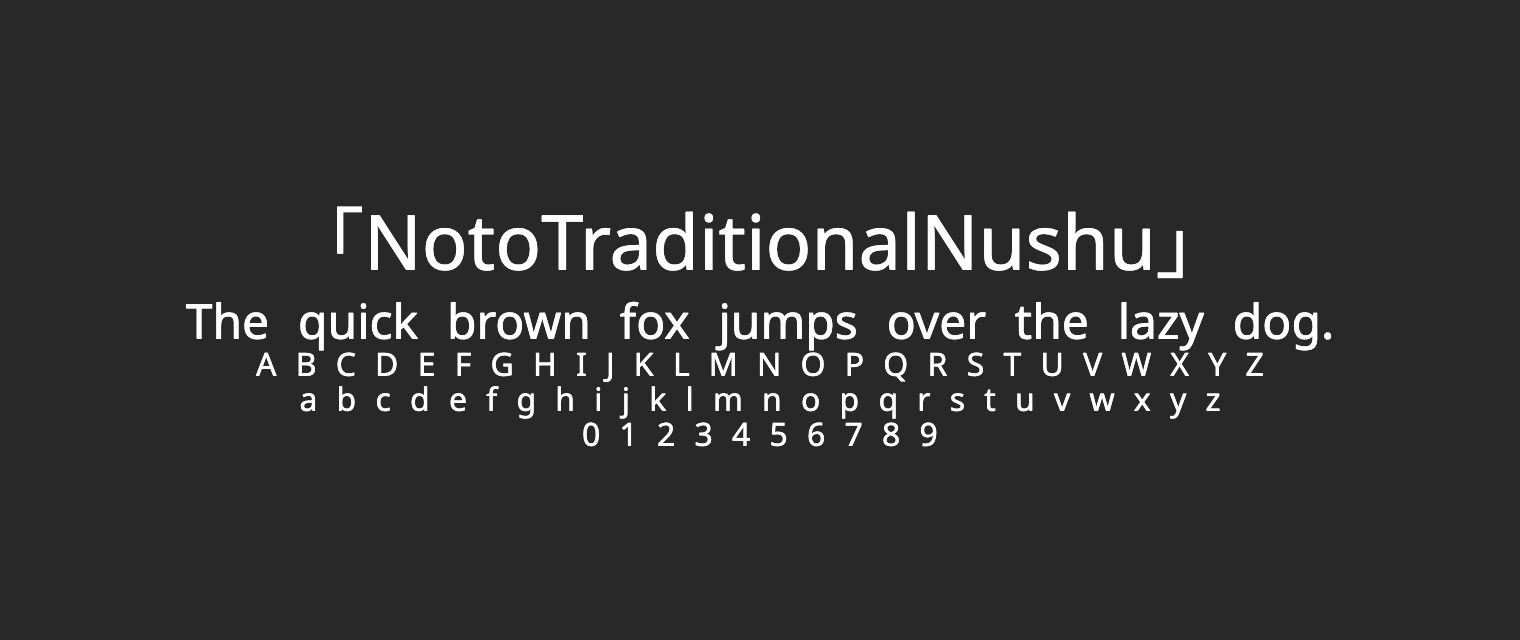 「NotoTraditionalNushu」
The quick brown fox jumps over the lazy dog.
A B C D E F G H I J K L M N O P Q R S T U V W X Y Z
a b c d e f g h i j k l m n o p q r s t u v w x y z
0 1 2 3 4 5 6 7 8 9